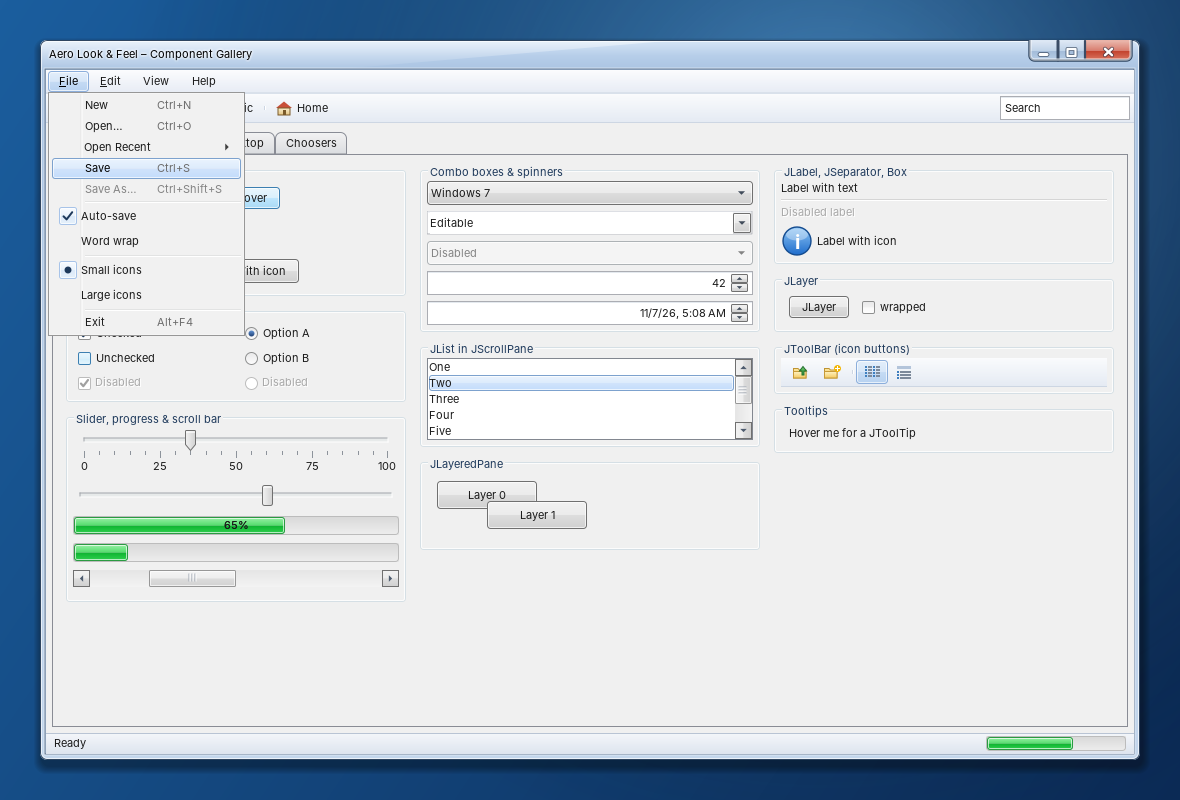 Aero Look & Feel – Component Gallery
File Edit View Help
New Ctrl+N
Open... Ctrl+O
Open Recent
Save Ctrl+S
Save As... Ctrl+Shift+S
Auto-save
Word wrap
Small icons
Large icons
Exit Alt+F4
Home
Search
Choosers
Option A
Unchecked
Option B
Disabled
Disabled
Slider, progress & scroll bar
0 25 50 75 100
65%
Combo boxes & spinners
Windows 7
Editable
Disabled
42
11/7/26, 5:08 AM
JList in JScrollPane
One
Two
Three
Four
Five
JLayeredPane
Layer 0
Layer 1
JLabel, JSeparator, Box
Label with text
Disabled label
Label with icon
JLayer
JLayer wrapped
JToolBar (icon buttons)
Tooltips
Hover me for a JToolTip
Ready